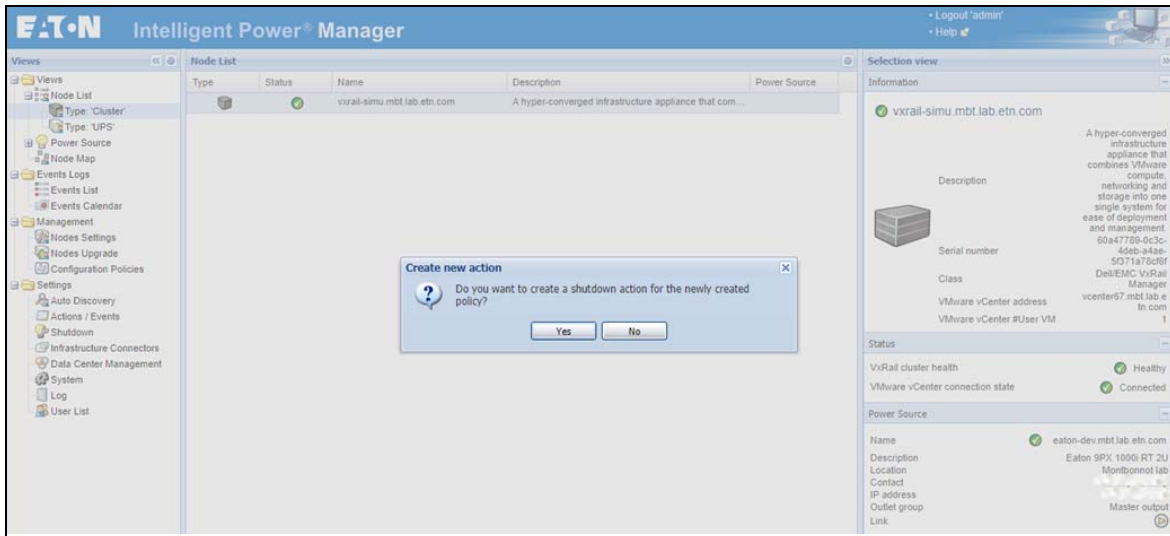 EATON Intelligent Power® Manager
• Logout 'admin'
• Help
Views
Node List
Selection view
Views
Node List
Type: 'Cluster'
Type: 'UPS'
Power Source
Node Map
Events Logs
Events List
Events Calendar
Management
Nodes Settings
Nodes Upgrade
Configuration Policies
Settings
Auto Discovery
Actions / Events
Shutdown
Infrastructure Connectors
Data Center Management
System
Log
User List
Type Status Name Description Power Source
vxrail-simu.mbt.lab.etn.com A hyper-converged infrastructure appliance that com...
Create new action
Do you want to create a shutdown action for the newly created
policy?
Yes No
Information
vxrail-simu.mbt.lab.etn.com
Description
A hyper-converged
infrastructure
appliance that
combines VMware
compute,
networking and
storage into one
single system for
ease of deployment
and management.
Serial number
60a47789-0c3c-
4deb-a4ae-
5f371a78cf6f
Class
Dell/EMC VxRail
Manager
VMware vCenter address
vcenter67.mbt.lab.e
tn.com
VMware vCenter #User VM 1
Status
VxRail cluster health Healthy
VMware vCenter connection state Connected
Power Source
Name eaton-dev.mbt.lab.etn.com
Description Eaton 9PX 1000i RT 2U
Location Montbonnot lab
Contact
IP address
Outlet group Master output
Link